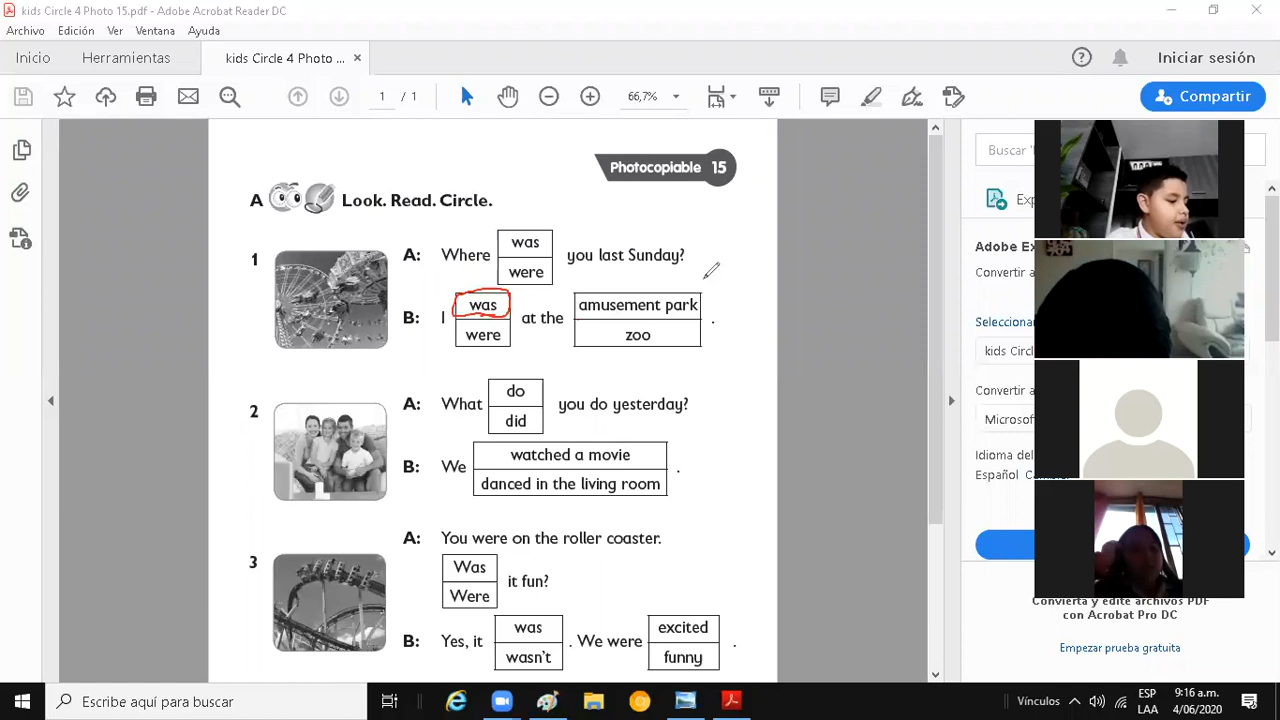 kids Circle 4 Photo 15.pdf - Adobe Acrobat Reader DC
Archivo Edición Ver Ventana Ayuda
Inicio Herramientas kids Circle 4 Photo ... × Iniciar sesión
1 / 1 66,7% Compartir
Buscar
Photocopiable 15
A Look. Read. Circle.
1 A: Where was were you last Sunday?
B: I was were at the amusement park zoo .
2 A: What do did you do yesterday?
B: We watched a movie danced in the living room .
3 A: You were on the roller coaster.
Was Were it fun?
B: Yes, it was wasn't . We were excited funny .
Exp
Adobe Ex
Convertir a
Seleccionar
kids Circl
Convertir a
Microsof
Idioma del
Español
Convierta y edite archivos PDF
con Acrobat Pro DC
Empezar prueba gratuita
Escribe aquí para buscar
Vínculos ESP LAA 9:16 a.m. 4/06/2020